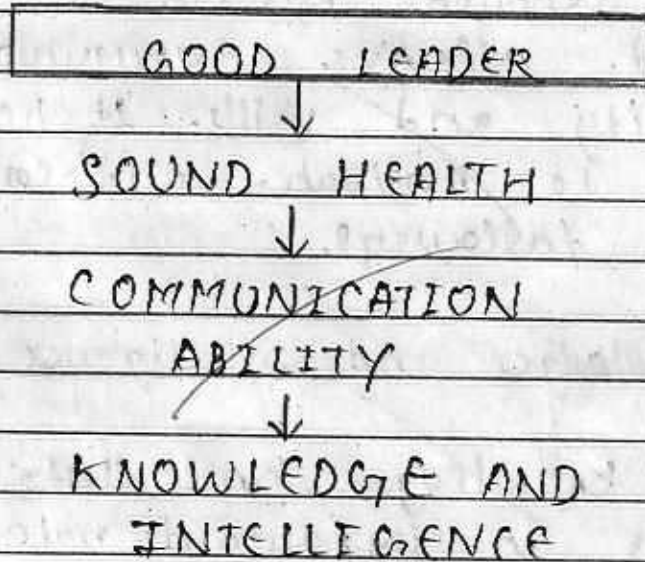 GOOD LEADER
↓
SOUND HEALTH
↓
COMMUNICATION
ABILITY
↓
KNOWLEDGE AND
INTELLIGENCE